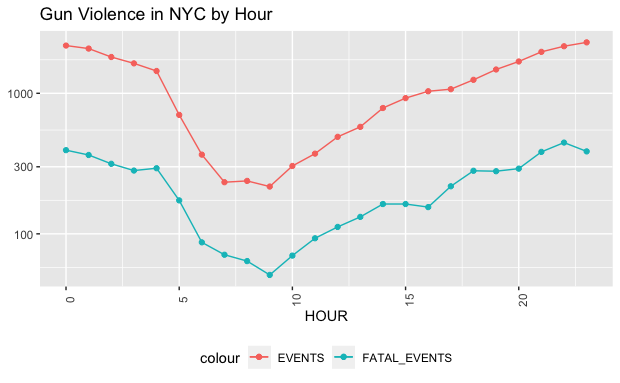 Gun Violence in NYC by Hour
1000
300
100
0 5 10 15 20
HOUR
colour EVENTS FATAL_EVENTS